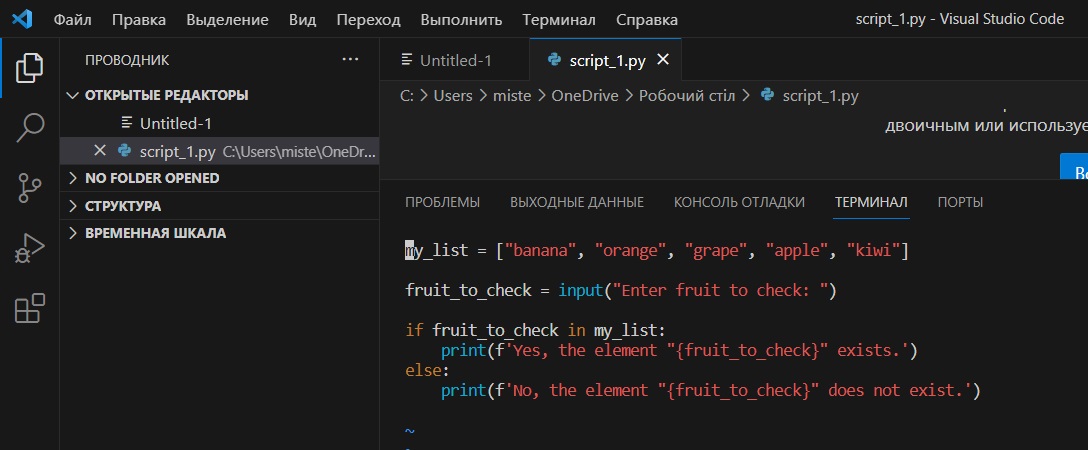 Файл Правка Выделение Вид Переход Выполнить Терминал Справка script_1.py - Visual Studio Code
ПРОВОДНИК
ОТКРЫТЫЕ РЕДАКТОРЫ
Untitled-1
script_1.py C:\Users\miste\OneDr...
NO FOLDER OPENED
СТРУКТУРА
ВРЕМЕННАЯ ШКАЛА
Untitled-1 script_1.py
C: > Users > miste > OneDrive > Робочий стіл > script_1.py
двоичным или используе
ПРОБЛЕМЫ ВЫХОДНЫЕ ДАННЫЕ КОНСОЛЬ ОТЛАДКИ ТЕРМИНАЛ ПОРТЫ
my_list = ["banana", "orange", "grape", "apple", "kiwi"]
fruit_to_check = input("Enter fruit to check: ")
if fruit_to_check in my_list:
    print(f'Yes, the element "{fruit_to_check}" exists.')
else:
    print(f'No, the element "{fruit_to_check}" does not exist.')
~